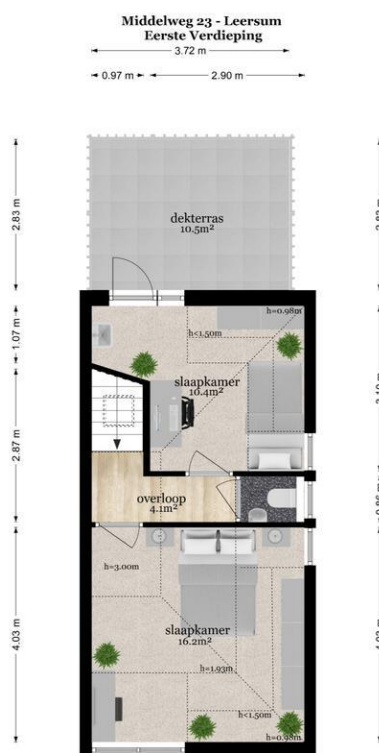 Middelweg 23 - Leersum
Eerste Verdieping
3.72 m
0.97 m
2.90 m
2.83 m
dekterras
10.5m²
h=0.98m
h<1.50m
1.07 m
slaapkamer
10.4m²
2.87 m
overloop
4.1m²
h=3.00m
4.03 m
slaapkamer
16.2m²
h=1.93m
h<1.50m
h=0.98m